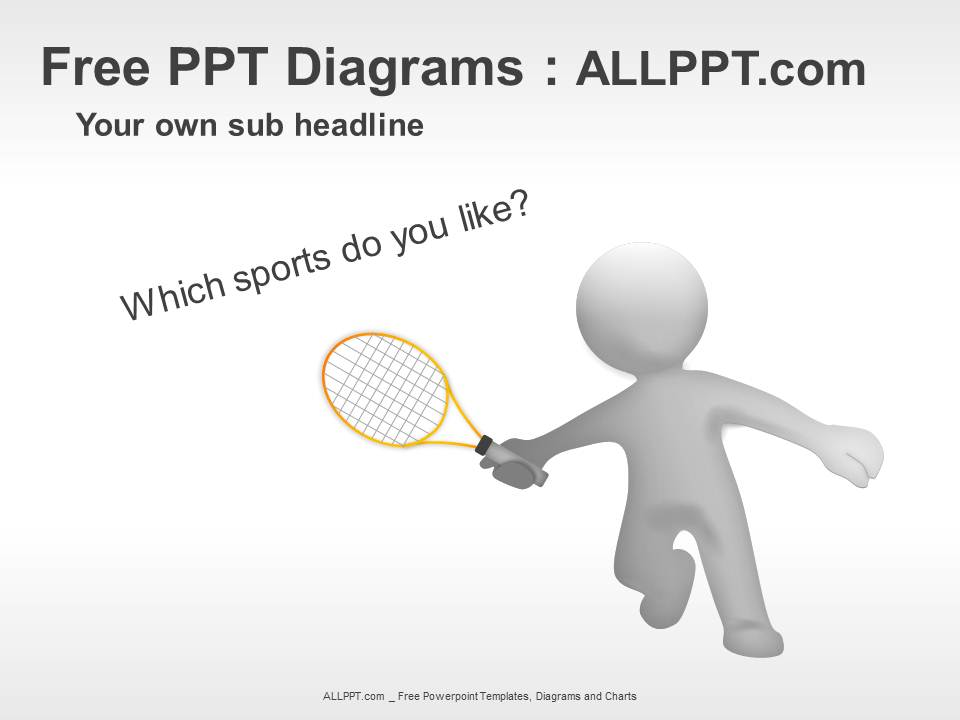 Free PPT Diagrams : ALLPPT.com
Your own sub headline
Which sports do you like?
ALLPPT.com _ Free Powerpoint Templates, Diagrams and Charts